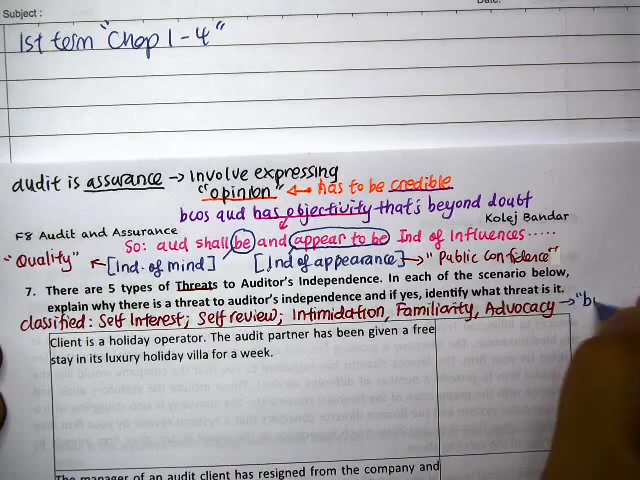 Subject :
Date:
1st term "Chap 1 - 4"
audit is assurance → Involve expressing
"opinion" ← has to be credible
bcos aud has objectivity that's beyond doubt
F8 Audit and Assurance
Kolej Bandar
So: aud shall be and appear to be Ind of Influences.....
"Quality" ← [Ind. of mind] [Ind of appearance] → "Public Confidence"
7. There are 5 types of Threats to Auditor's Independence. In each of the scenario below,
explain why there is a threat to auditor's independence and if yes, identify what threat is it.
classified: Self Interest; Self review; Intimidation, Familiarity, Advocacy → "b
Client is a holiday operator. The audit partner has been given a free
stay in its luxury holiday villa for a week.
The manager of an audit client has resigned from the company and